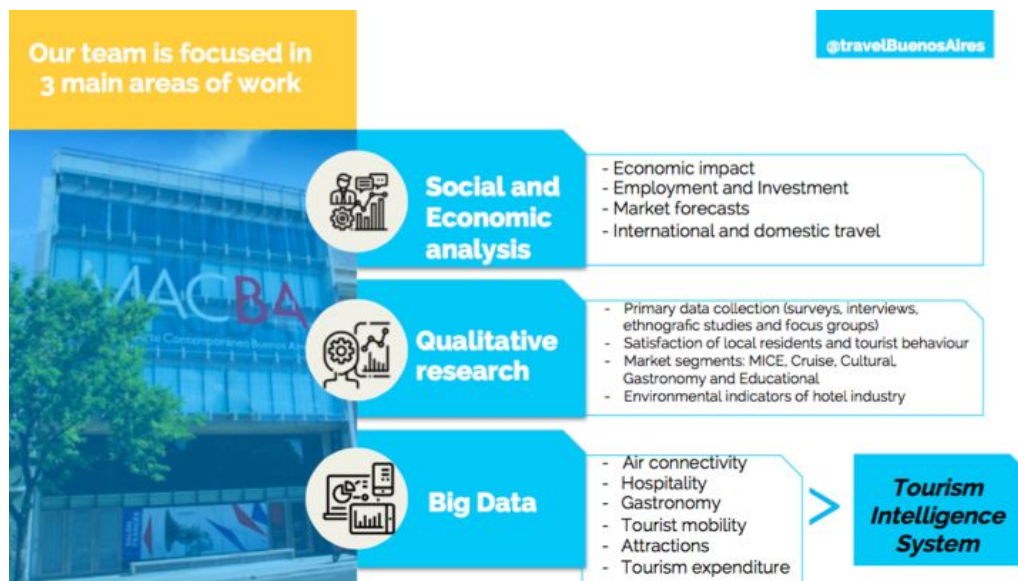 Our team is focused in
3 main areas of work
@travelBuenosAires
MACBA
Social and
Economic
analysis
- Economic impact
- Employment and Investment
- Market forecasts
- International and domestic travel
Qualitative
research
- Primary data collection (surveys, interviews,
ethnografic studies and focus groups)
- Satisfaction of local residents and tourist behaviour
- Market segments: MICE, Cruise, Cultural,
Gastronomy and Educational
- Environmental indicators of hotel industry
Big Data
- Air connectivity
- Hospitality
- Gastronomy
- Tourist mobility
- Attractions
- Tourism expenditure
>
Tourism
Intelligence
System